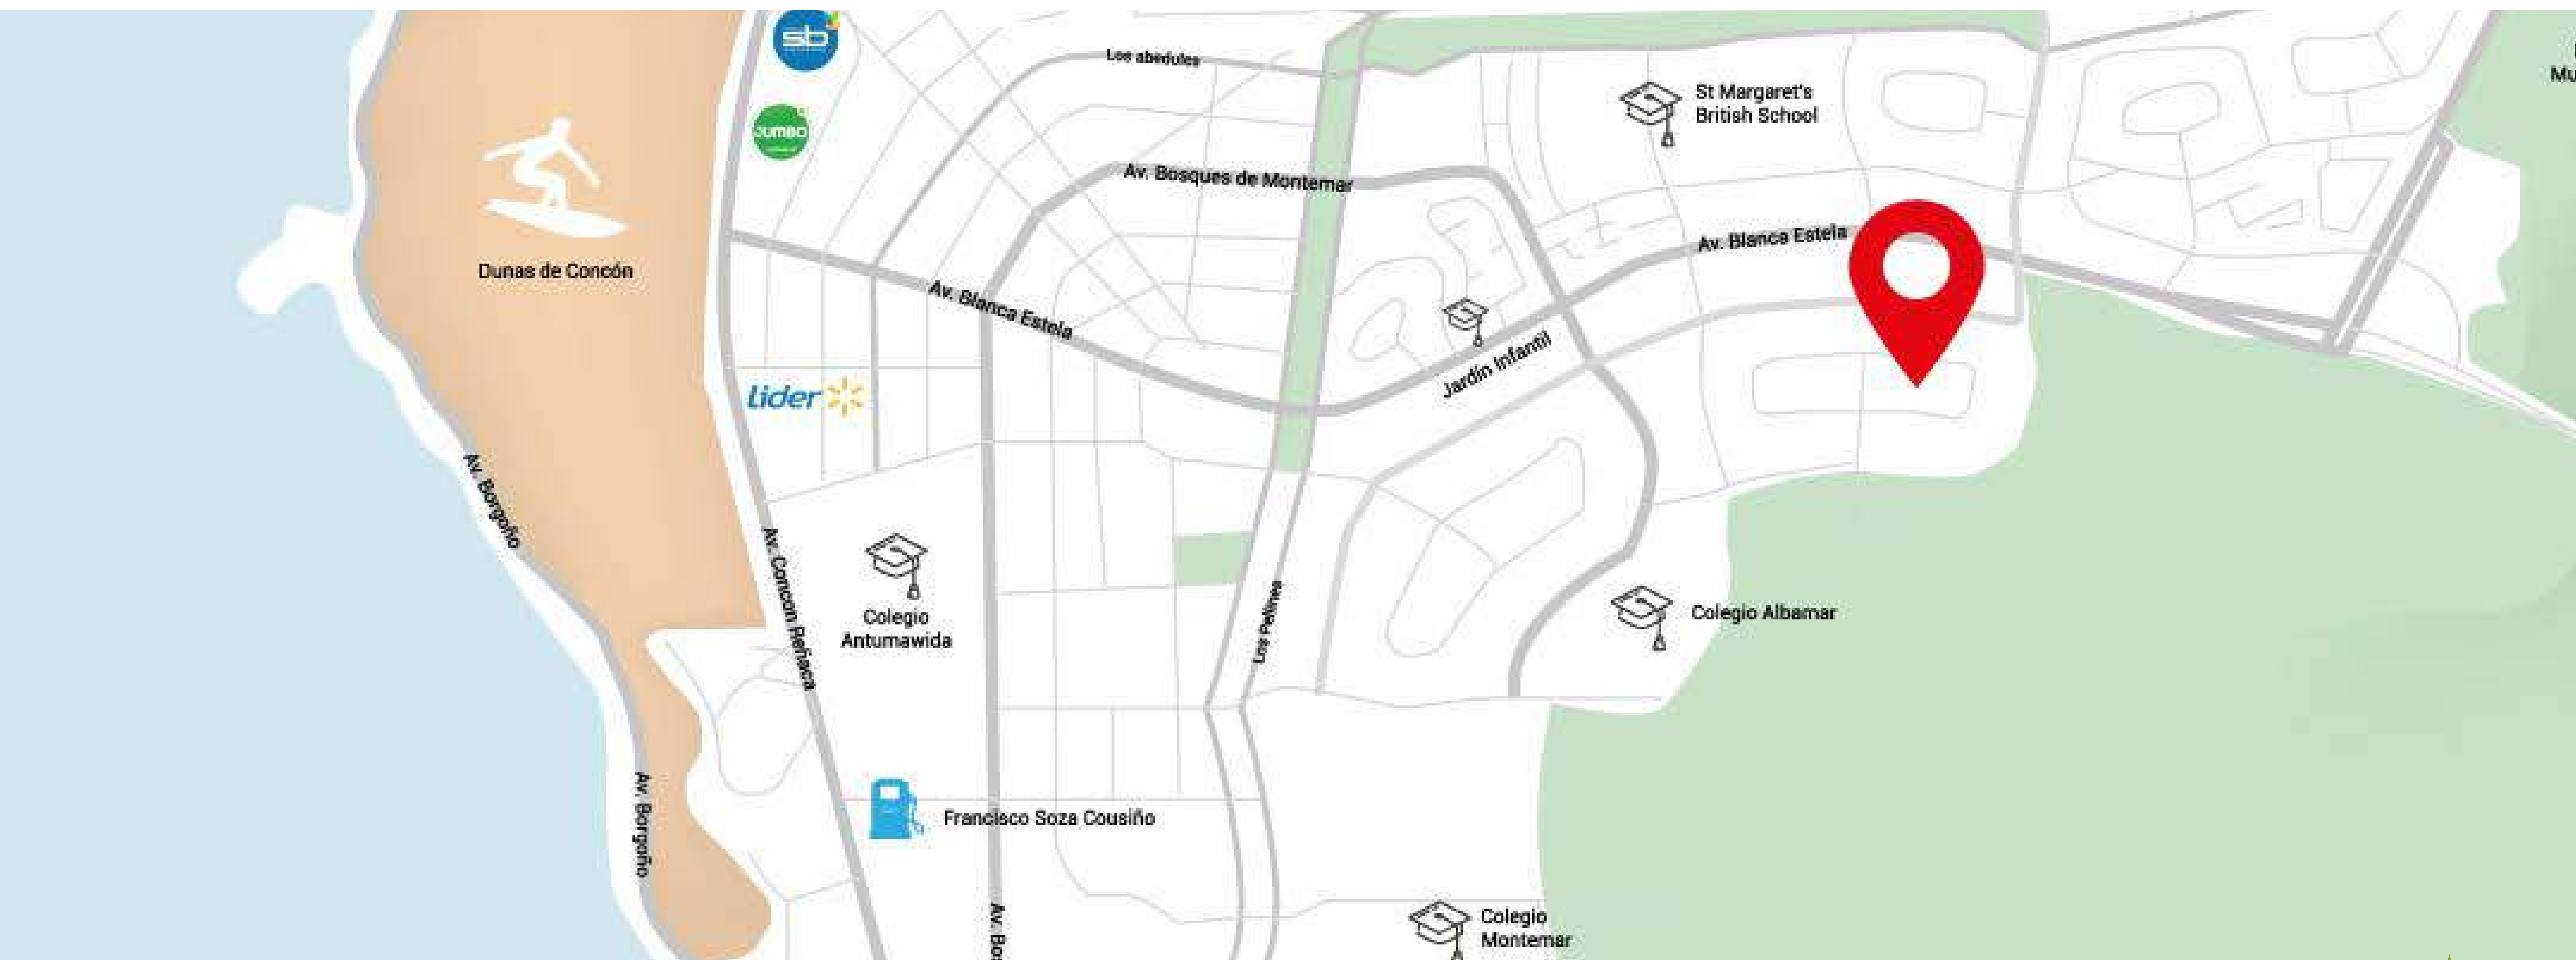 sb
Los abedules
St Margaret's
British School
JUMBO
Av. Bosques de Montemar
Av. Blanca Estela
Dunas de Concón
Av. Blanca Estela
Jardín Infantil
Lider
Av. Borgoño
Av. Concon Reñaca
Colegio
Antumawida
Los Pellines
Colegio Albamar
Av. Borgoño
Francisco Soza Cousiño
Av. Bos
Colegio
Montemar